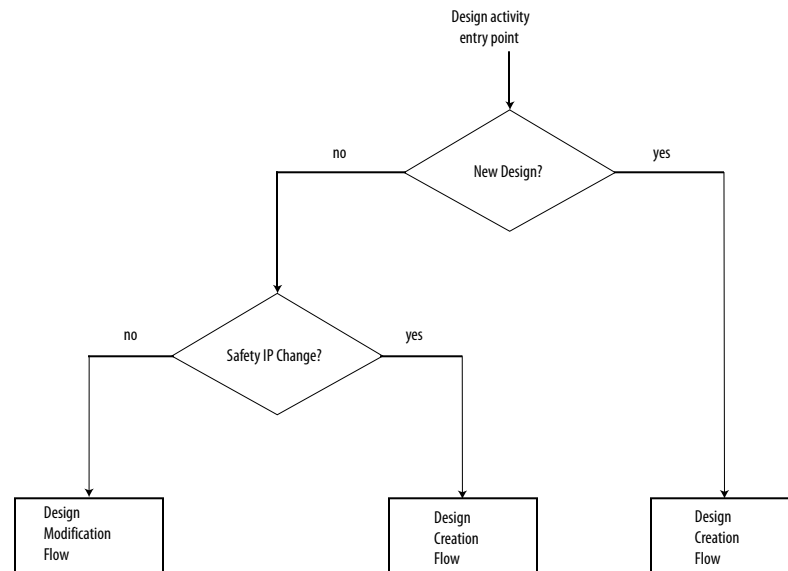 Design activity
entry point
no
yes
New Design?
no
yes
Safety IP Change?
Design
Modification
Flow
Design
Creation
Flow
Design
Creation
Flow